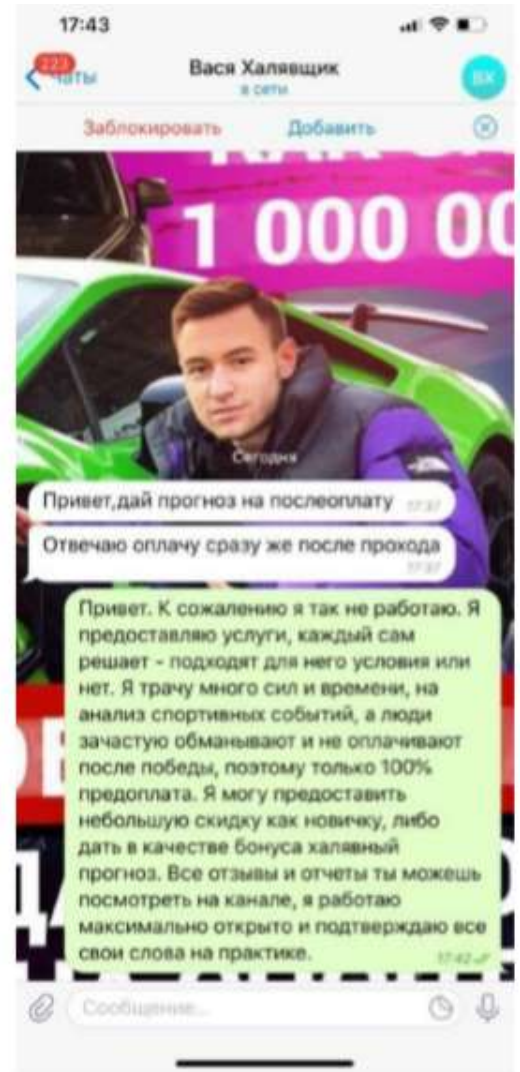 17:43
223
Чаты
Вася Халявщик
в сети
ВХ
Заблокировать Добавить
1 000 00
Сегодня
Привет,дай прогноз на послеоплату 17:37
Отвечаю оплачу сразу же после прохода
17:37
Привет. К сожалению я так не работаю. Я
предоставляю услуги, каждый сам
решает - подходят для него условия или
нет. Я трачу много сил и времени, на
анализ спортивных событий, а люди
зачастую обманывают и не оплачивают
после победы, поэтому только 100%
предоплата. Я могу предоставить
небольшую скидку как новичку, либо
дать в качестве бонуса халявный
прогноз. Все отзывы и отчеты ты можешь
посмотреть на канале, я работаю
максимально открыто и подтверждаю все
свои слова на практике. 17:42
Сообщение...